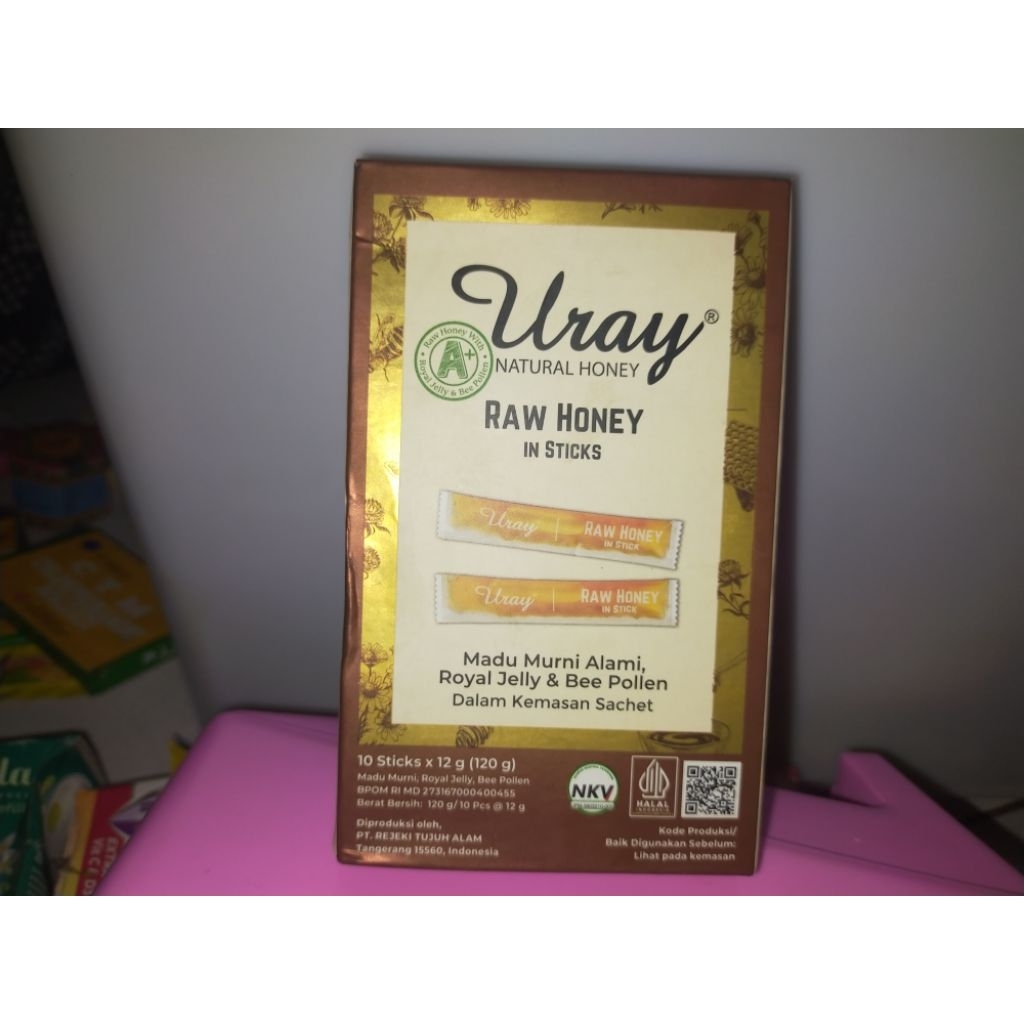 Uray®
NATURAL HONEY
Raw Honey With
A+
Royal Jelly & Bee Pollen
RAW HONEY
IN STICKS
Uray | RAW HONEY
IN STICK
Uray | RAW HONEY
IN STICK
Madu Murni Alami,
Royal Jelly & Bee Pollen
Dalam Kemasan Sachet
10 Sticks x 12 g (120 g)
Madu Murni, Royal Jelly, Bee Pollen
BPOM RI MD 273167000400455
Berat Bersih: 120 g/10 Pcs @ 12 g
Diproduksi oleh,
PT. REJEKI TUJUH ALAM
Tangerang 15560, Indonesia
NKV
HALAL
INDONESIA
Kode Produksi/
Baik Digunakan Sebelum:
Lihat pada kemasan